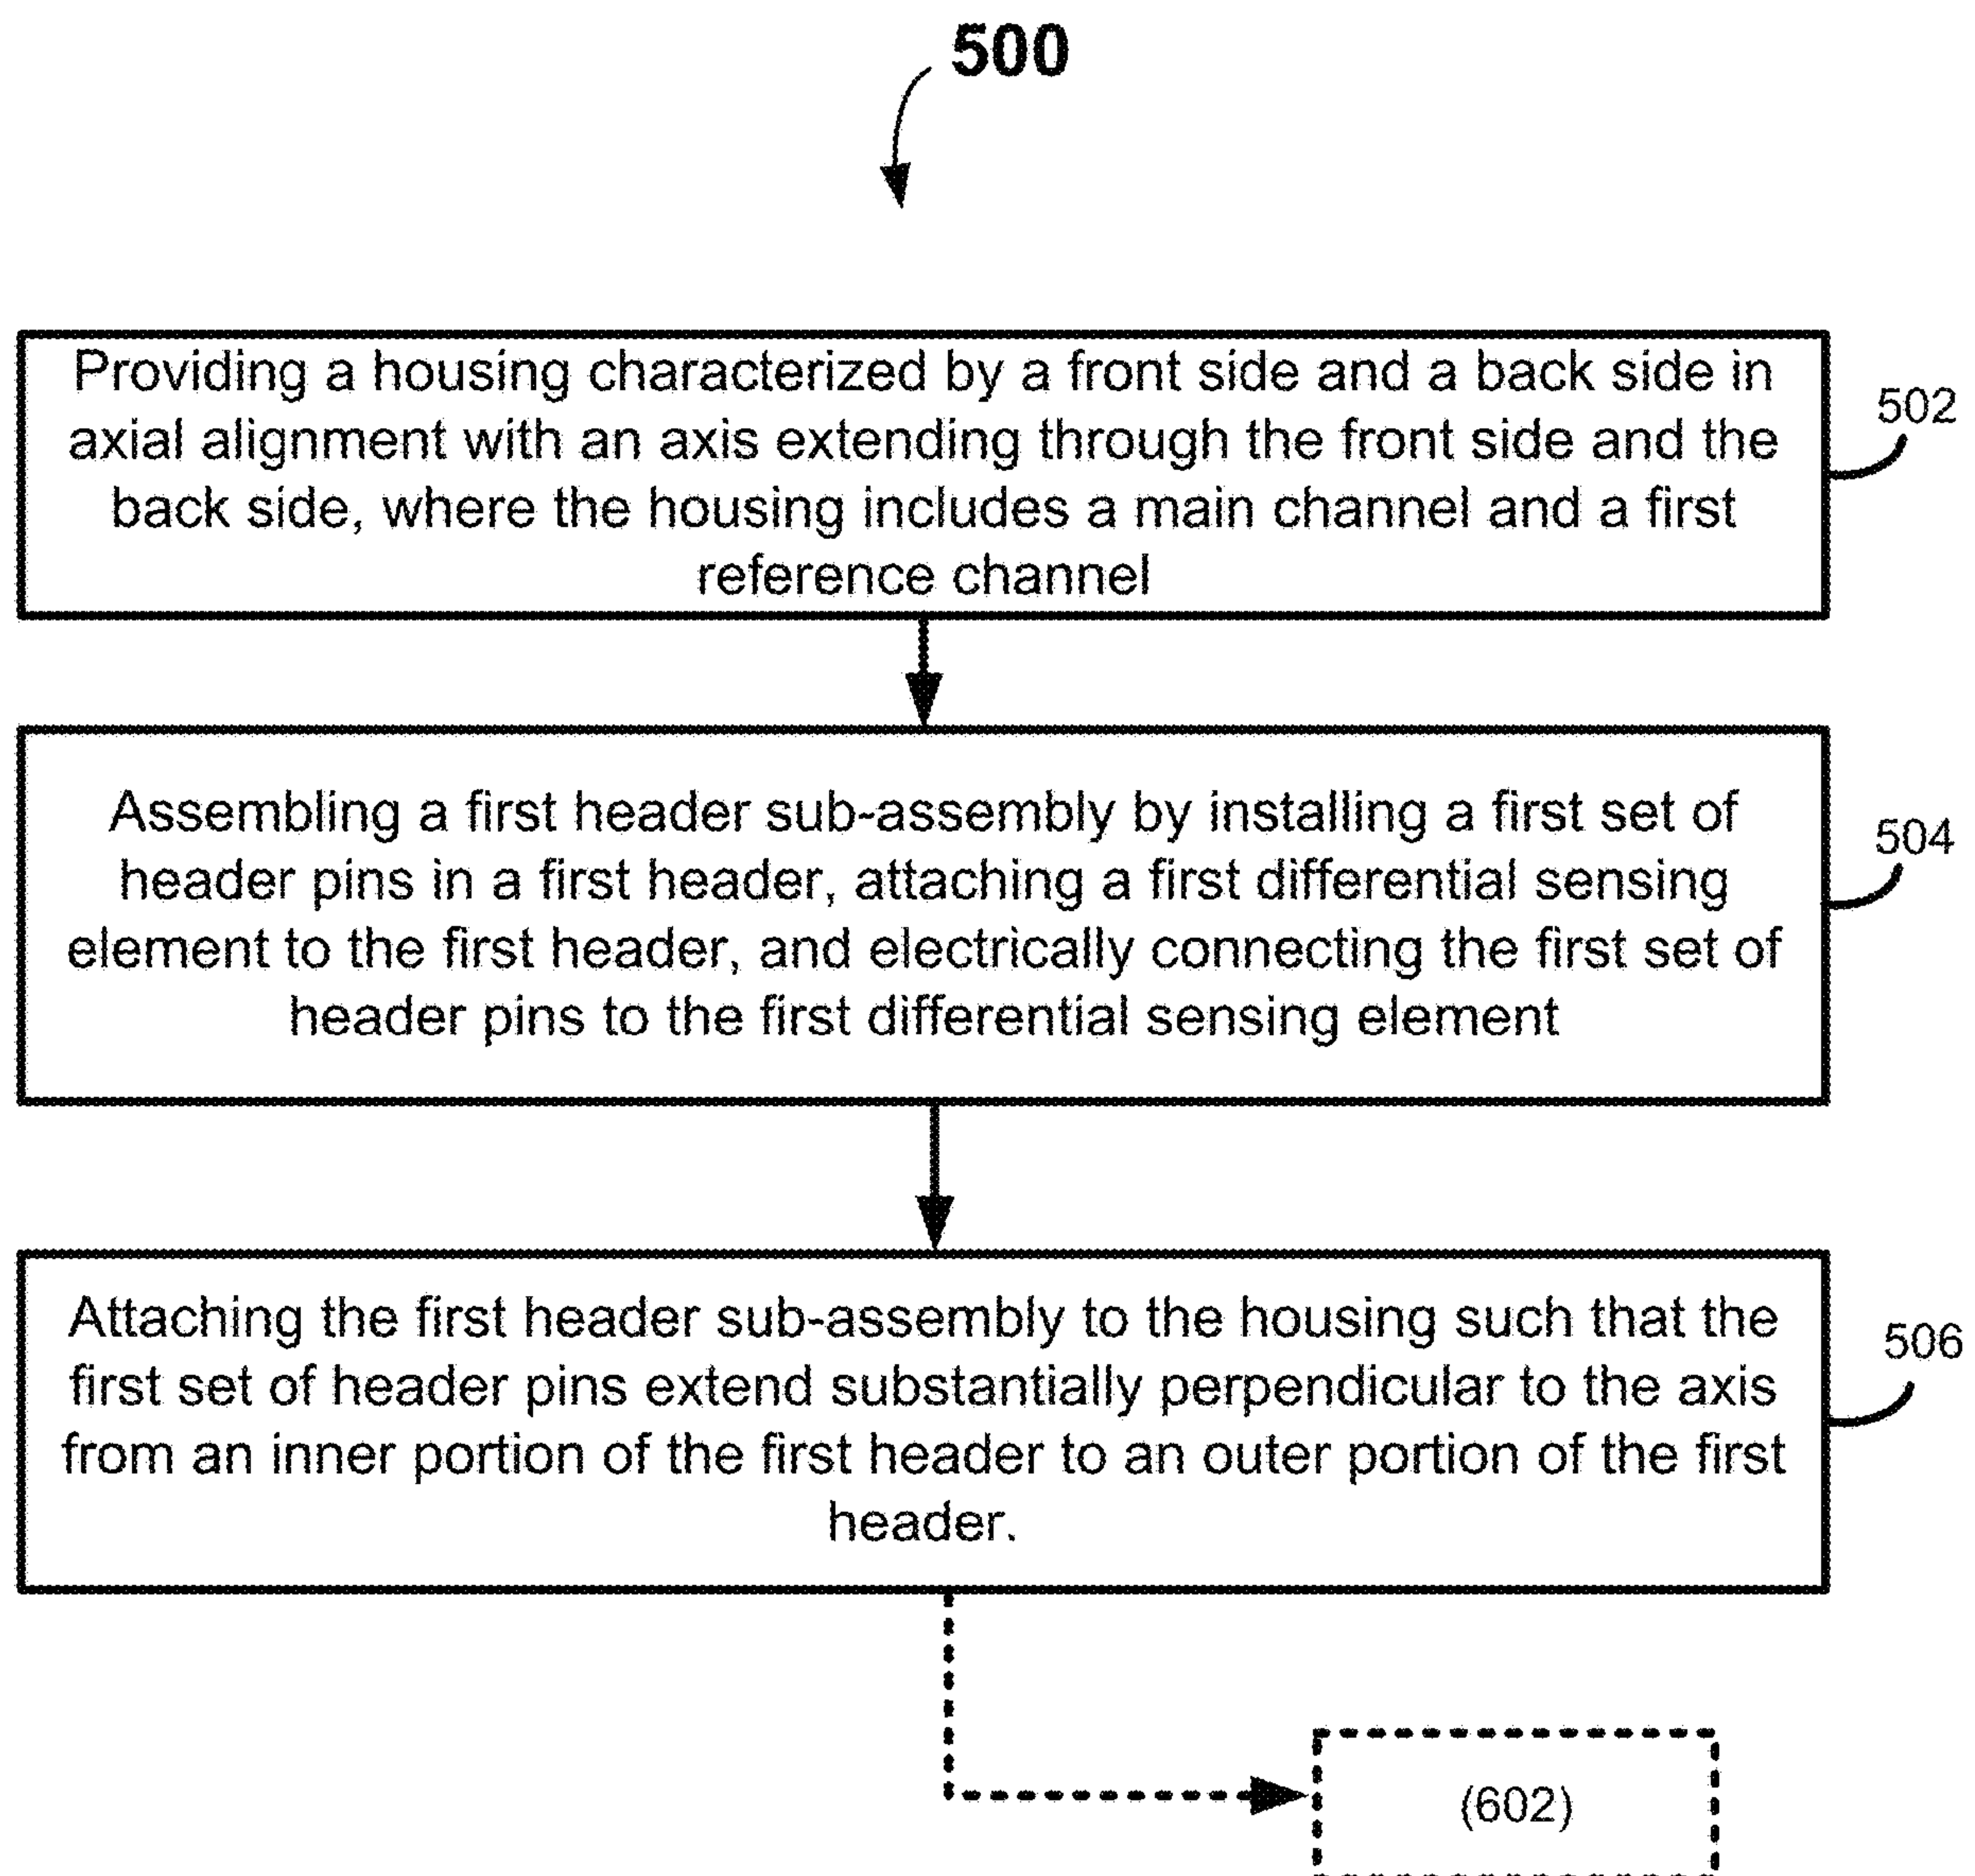 500
Providing a housing characterized by a front side and a back side in
axial alignment with an axis extending through the front side and the
back side, where the housing includes a main channel and a first
reference channel
502
Assembling a first header sub-assembly by installing a first set of
header pins in a first header, attaching a first differential sensing
element to the first header, and electrically connecting the first set of
header pins to the first differential sensing element
504
Attaching the first header sub-assembly to the housing such that the
first set of header pins extend substantially perpendicular to the axis
from an inner portion of the first header to an outer portion of the first
header.
506
(602)